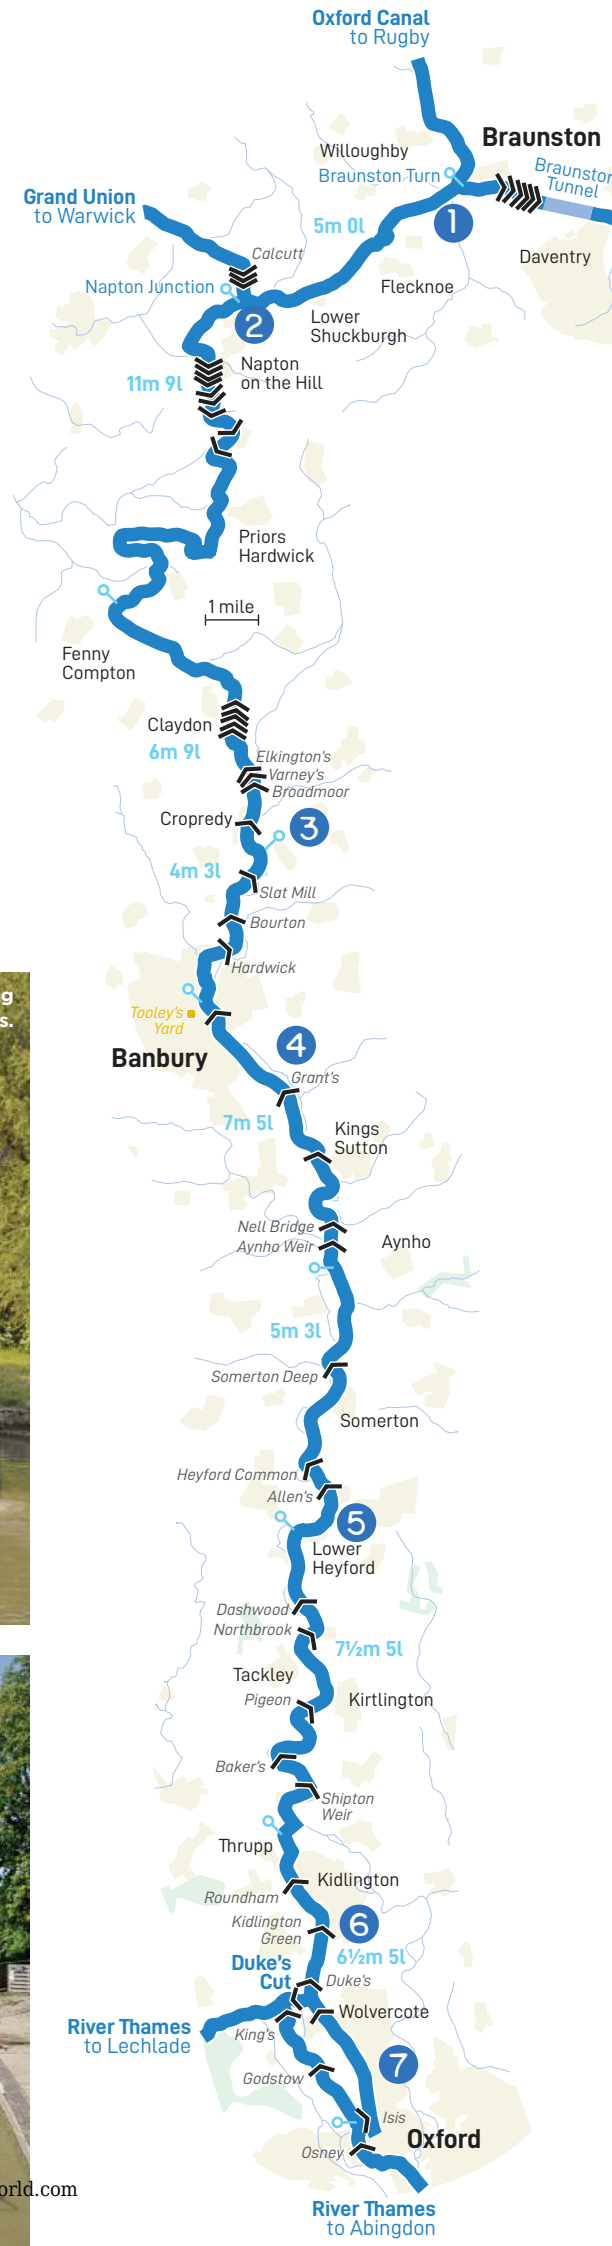 Oxford Canal
to Rugby
Braunston
Willoughby
Braunston Turn
Braunston
Tunnel
Grand Union
to Warwick
5m 0l
1
Calcutt
Daventry
Napton Junction
Flecknoe
2
Lower
Shuckburgh
Napton
on the Hill
11m 9l
Priors
Hardwick
1 mile
Fenny
Compton
Claydon
6m 9l
Elkington's
Varney's
Broadmoor
Cropredy
3
4m 3l
Slat Mill
Bourton
Hardwick
g
s.
Tooley's
Yard
Banbury
4
Grant's
7m 5l
Kings
Sutton
Nell Bridge
Aynho Weir
Aynho
5m 3l
Somerton Deep
Somerton
Heyford Common
Allen's
5
Lower
Heyford
Dashwood
Northbrook
7½m 5l
Tackley
Pigeon
Kirtlington
Baker's
Shipton
Weir
Thrupp
Kidlington
Roundham
Kidlington
Green
6
6½m 5l
Duke's
Cut
Duke's
River Thames
to Lechlade
Wolvercote
King's
7
Godstow
Isis
Oxford
Osney
orld.com
River Thames
to Abingdon